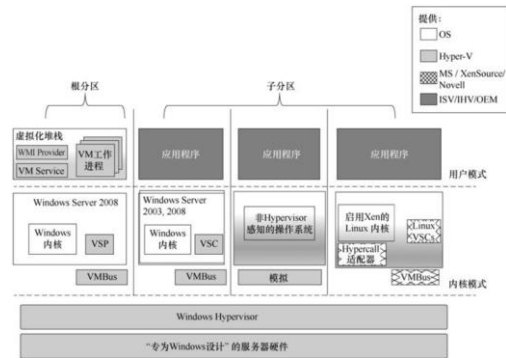 提供:
OS
Hyper-V
MS / XenSource/
Novell
ISV/IHV/OEM
根分区
子分区
虚拟化堆栈
WMI Provider
VM Service
VM工作
进程
应用程序
应用程序
应用程序
用户模式
Windows Server 2008
Windows
内核
VSP
VMBus
Windows Server
2003, 2008
Windows
内核
VSC
VMBus
非Hypervisor
感知的操作系统
模拟
启用Xen的
Linux 内核
Linux
VSCs
Hypercall
适配器
VMBus
内核模式
Windows Hypervisor
“专为Windows设计”的服务器硬件